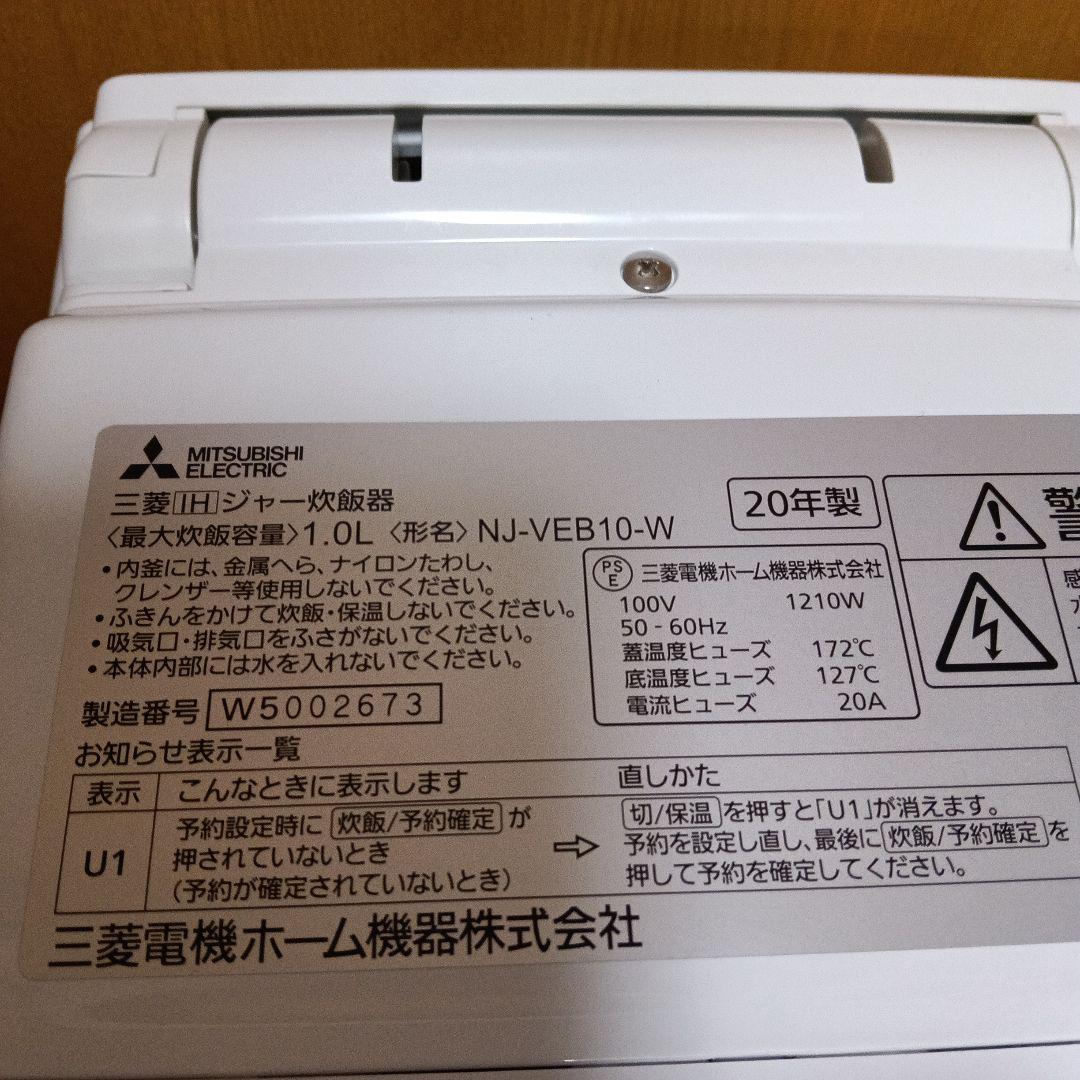 MITSUBISHI
ELECTRIC
三菱IHジャー炊飯器
〈最大炊飯容量〉1.0L 〈形名〉 NJ-VEB10-W
20年製
・内釜には、金属へら、ナイロンたわし、
クレンザー等使用しないでください。
・ふきんをかけて炊飯・保温しないでください。
・吸気口・排気口をふさがないでください。
・本体内部には水を入れないでください。
製造番号 W5002673
PS
E 三菱電機ホーム機器株式会社
100V 1210W
50-60Hz
蓋温度ヒューズ 172℃
底温度ヒューズ 127℃
電流ヒューズ 20A
お知らせ表示一覧
表示 こんなときに表示します 直しかた
U1
予約設定時に 炊飯/予約確定 が
押されていないとき
(予約が確定されていないとき)
⇨
切/保温 を押すと「U1」が消えます。
予約を設定し直し、最後に 炊飯/予約確定 を
押して予約を確定してください。
三菱電機ホーム機器株式会社